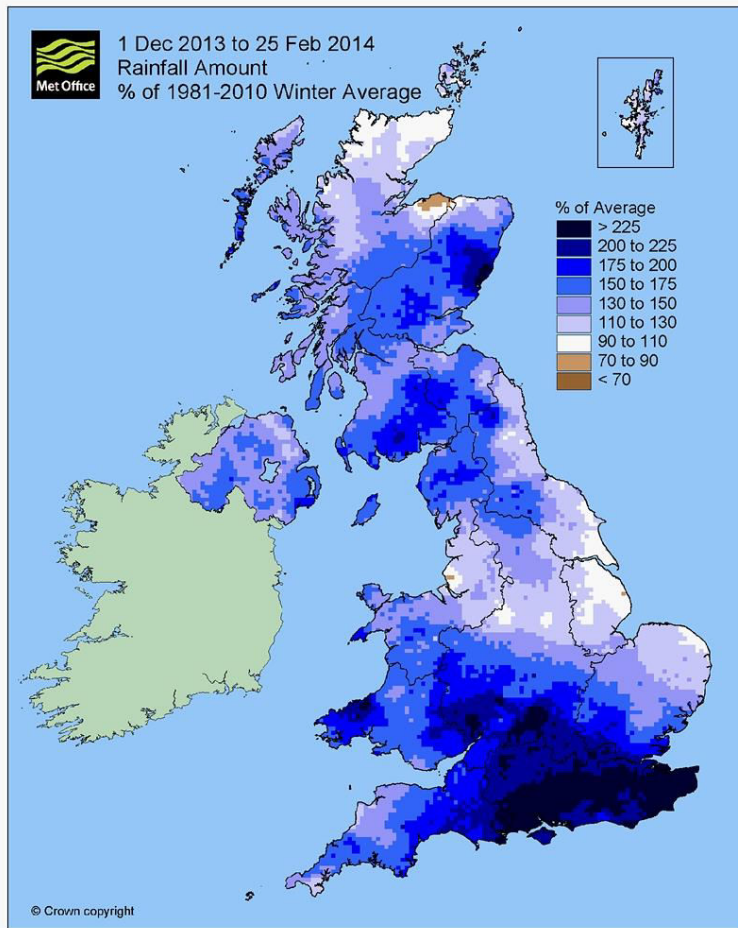 Met Office
1 Dec 2013 to 25 Feb 2014
Rainfall Amount
% of 1981-2010 Winter Average
% of Average
> 225
200 to 225
175 to 200
150 to 175
130 to 150
110 to 130
90 to 110
70 to 90
< 70
© Crown copyright